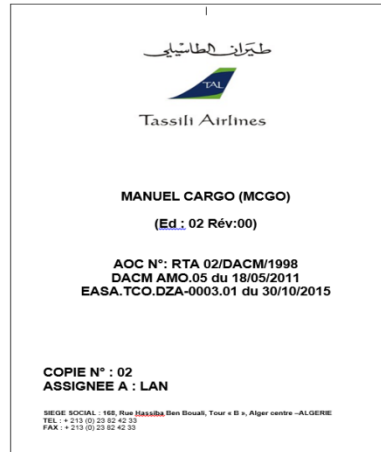 طيران الطاسيلي
TAL
Tassili Airlines
MANUEL CARGO (MCGO)
(Ed : 02 Rév:00)
AOC N°: RTA 02/DACM/1998
DACM AMO.05 du 18/05/2011
EASA.TCO.DZA-0003.01 du 30/10/2015
COPIE N° : 02
ASSIGNEE A : LAN
SIEGE SOCIAL : 168, Rue Hassiba Ben Bouali, Tour « B », Alger centre –ALGERIE
TEL : + 213 (0) 23 82 42 33
FAX : + 213 (0) 23 82 42 33